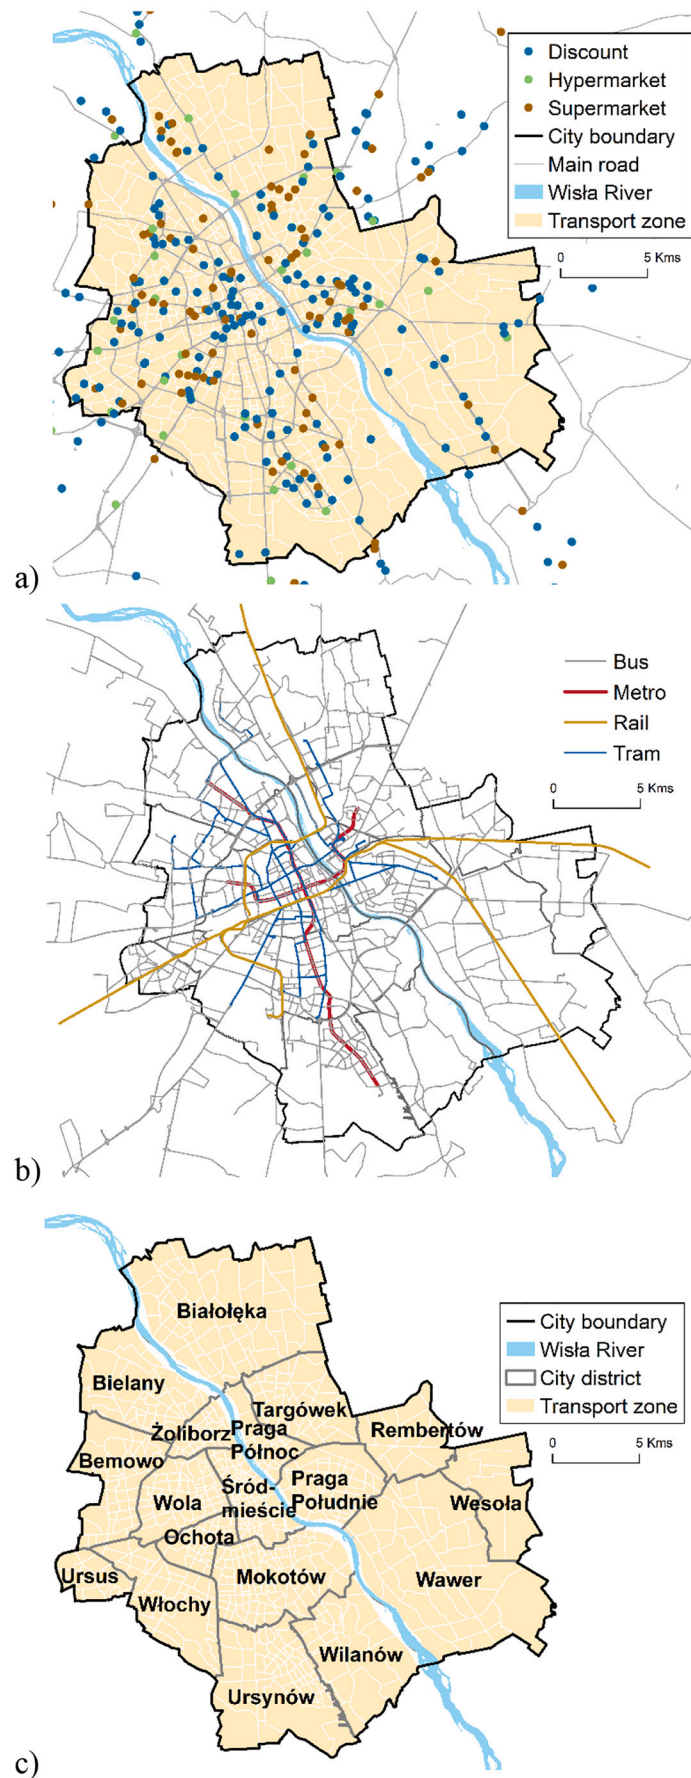 Discount
Hypermarket
Supermarket
City boundary
Main road
Wisła River
Transport zone
0 5 Kms
a)
Bus
Metro
Rail
Tram
0 5 Kms
b)
Białołęka
City boundary
Wisła River
City district
Transport zone
0 5 Kms
Bielany
Targówek
Żoliborz
Praga
Północ
Rembertów
Bemowo
Śród-
mieście
Praga
Południe
Wola
Wesoła
Ochota
Ursus
Mokotów
Wawer
Włochy
Wilanów
Ursynów
c)